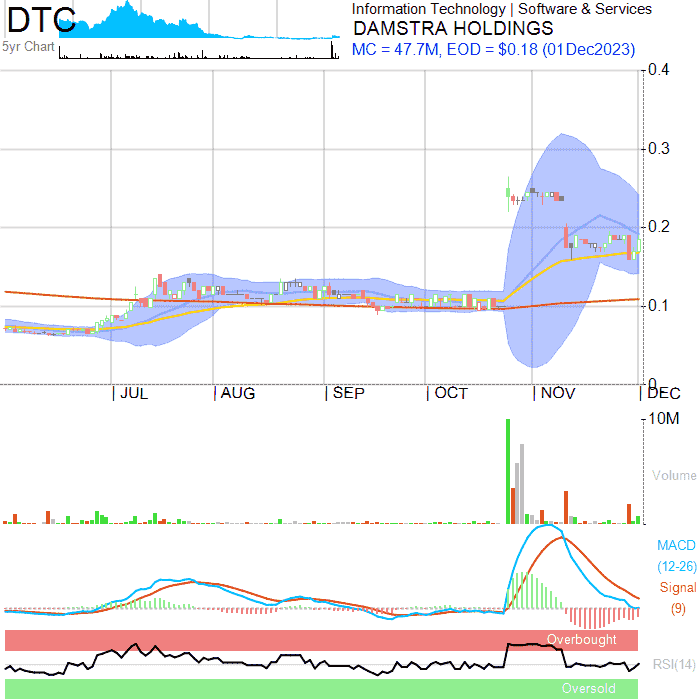 DTC
5yr Chart
Information Technology | Software & Services
DAMSTRA HOLDINGS
MC = 47.7M, EOD = $0.18 (01Dec2023)
0.4
0.3
0.2
0.1
0
| JUL
| AUG
| SEP
| OCT
| NOV
| DEC
10M
Volume
MACD
(12-26)
Signal
(9)
Overbought
RSI(14)
Oversold